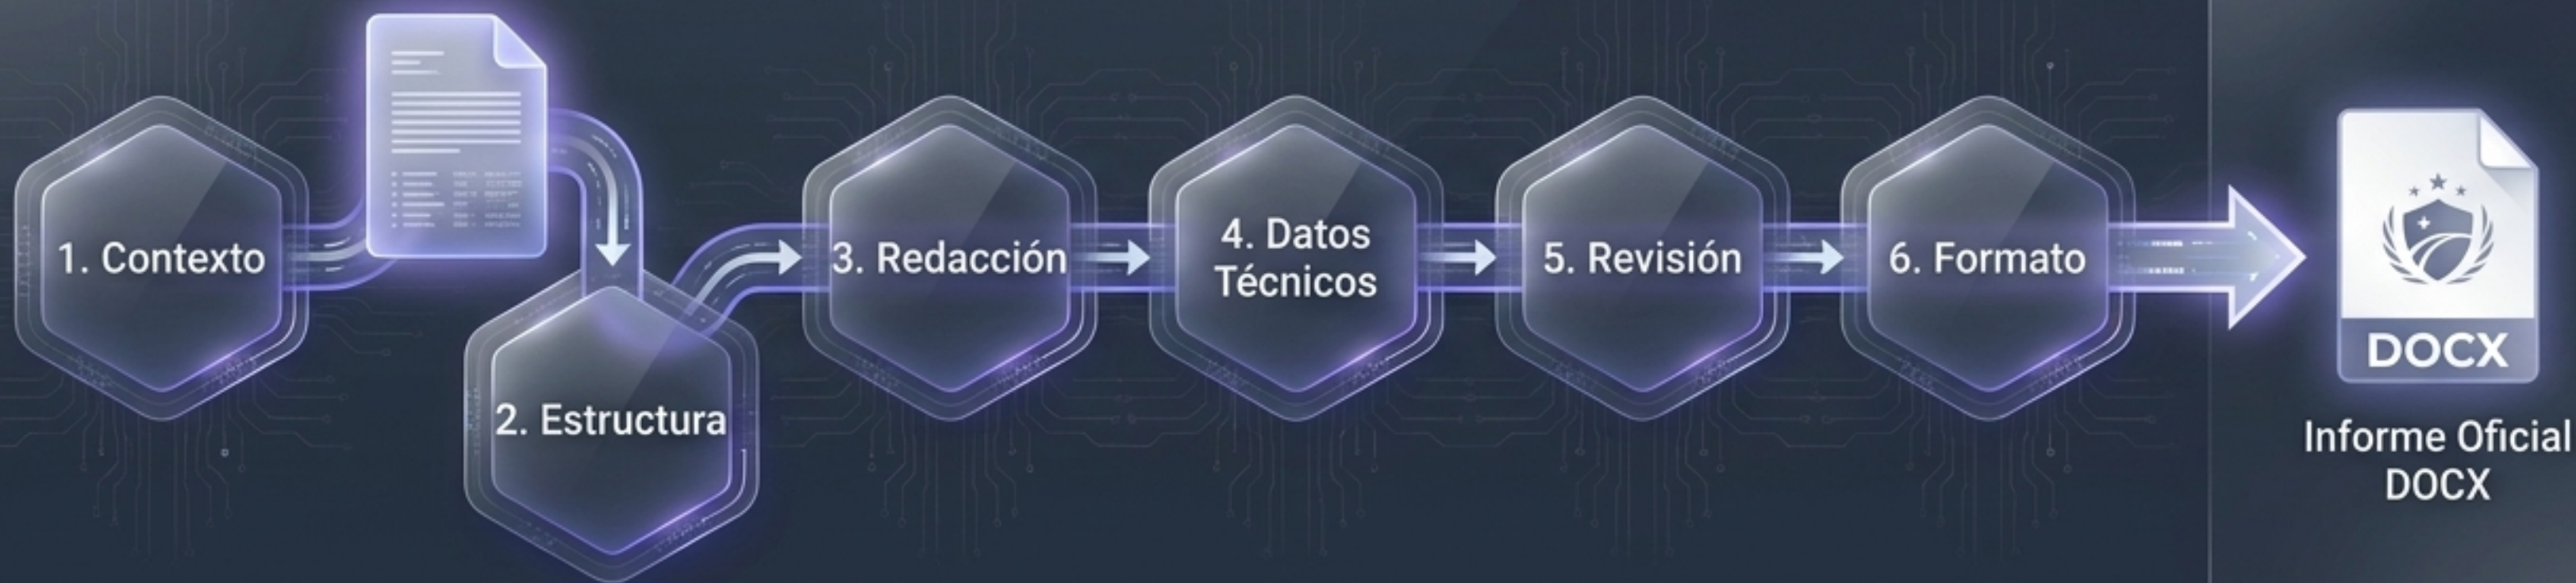 1. Contexto
2. Estructura
3. Redacción
4. Datos
Técnicos
5. Revisión
6. Formato
DOCX
Informe Oficial
DOCX